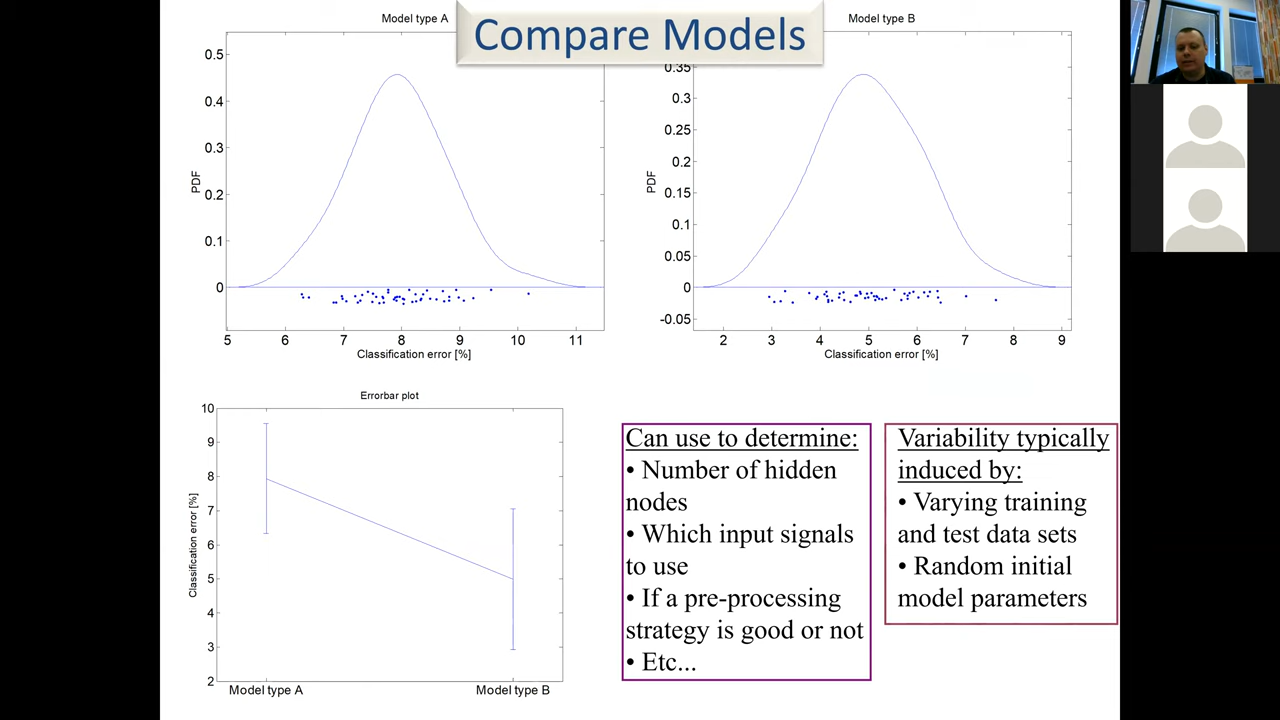 Compare Models
Model type A
0.5
0.4
0.3
0.2
0.1
0
PDF
5 6 7 8 9 10 11
Classification error [%]
Model type B
0.35
0.3
0.25
0.2
0.15
0.1
0.05
0
-0.05
PDF
2 3 4 5 6 7 8 9
Classification error [%]
Errorbar plot
10
9
8
7
6
5
4
3
2
Classification error [%]
Model type A Model type B
Can use to determine:
• Number of hidden
nodes
• Which input signals
to use
• If a pre-processing
strategy is good or not
• Etc...
Variability typically
induced by:
• Varying training
and test data sets
• Random initial
model parameters